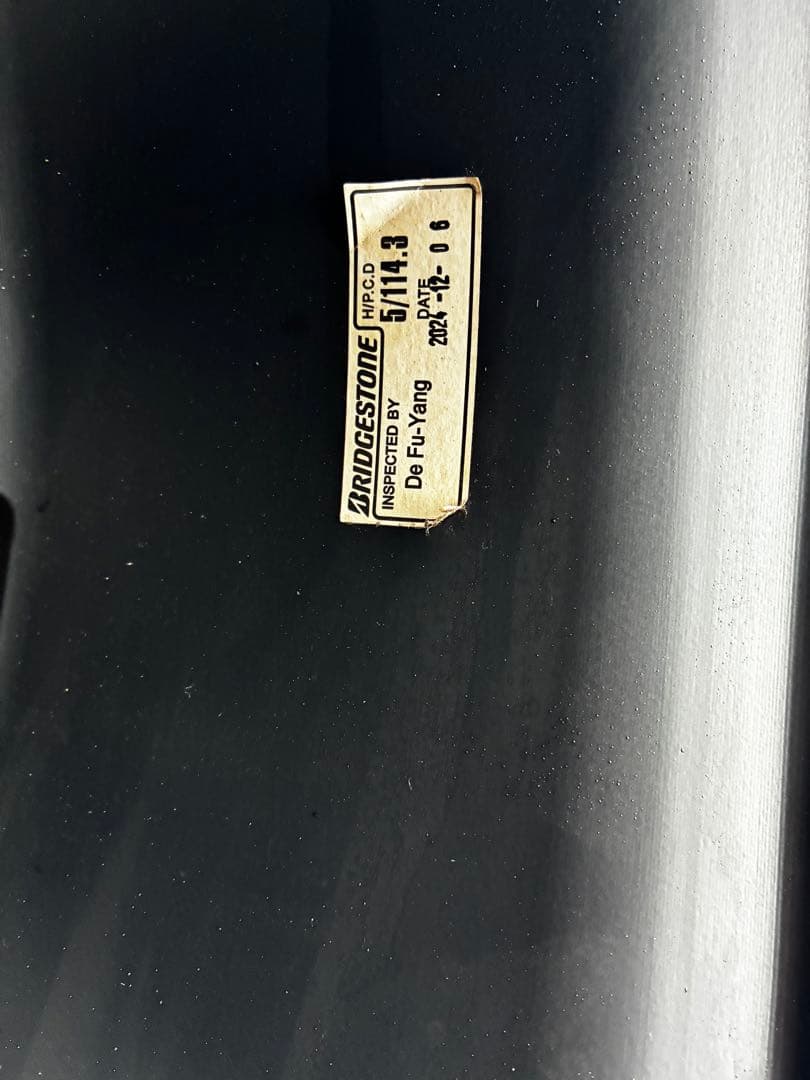 BRIDGESTONE
H/P.C.D
5/114.3
INSPECTED BY
De Fu-Yang
DATE
2024-12-06